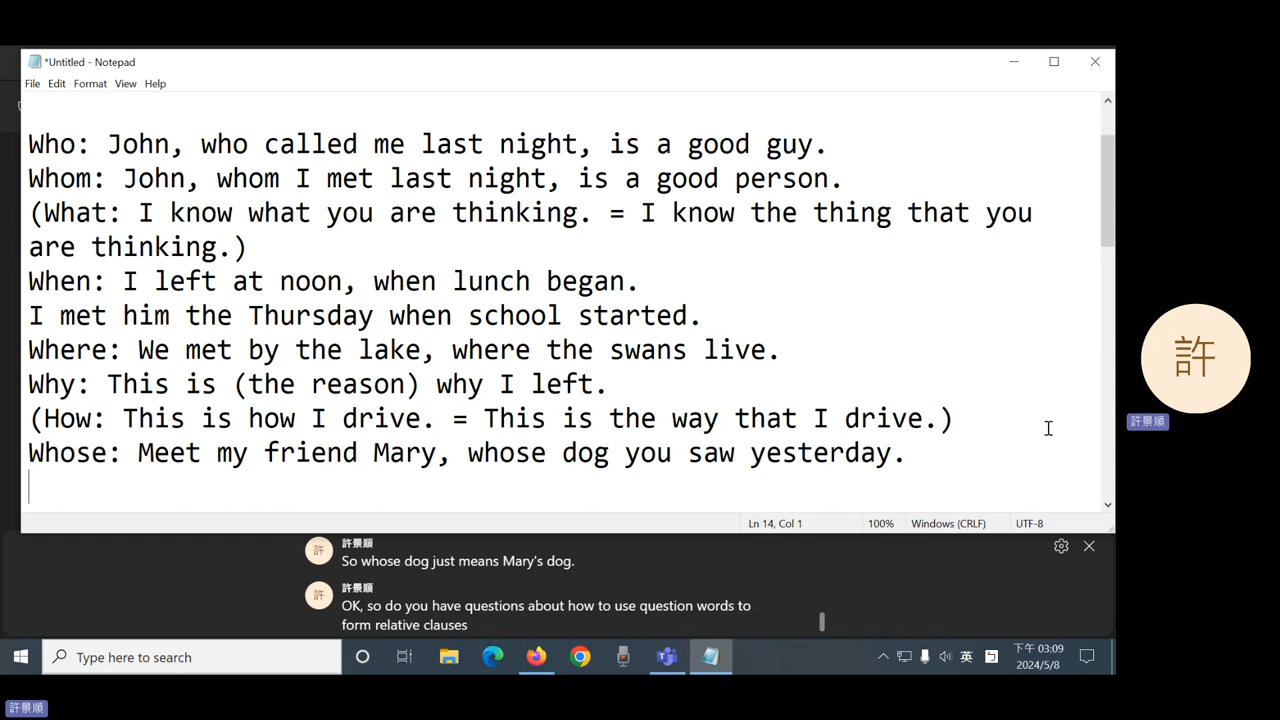 *Untitled - Notepad
File Edit Format View Help
Who: John, who called me last night, is a good guy.
Whom: John, whom I met last night, is a good person.
(What: I know what you are thinking. = I know the thing that you
are thinking.)
When: I left at noon, when lunch began.
I met him the Thursday when school started.
Where: We met by the lake, where the swans live.
Why: This is (the reason) why I left.
(How: This is how I drive. = This is the way that I drive.)
Whose: Meet my friend Mary, whose dog you saw yesterday.
Ln 14, Col 1 100% Windows (CRLF) UTF-8
許
許景順
許 許景順
So whose dog just means Mary's dog.
許 許景順
OK, so do you have questions about how to use question words to
form relative clauses
Type here to search
英
下午 03:09
2024/5/8
許景順